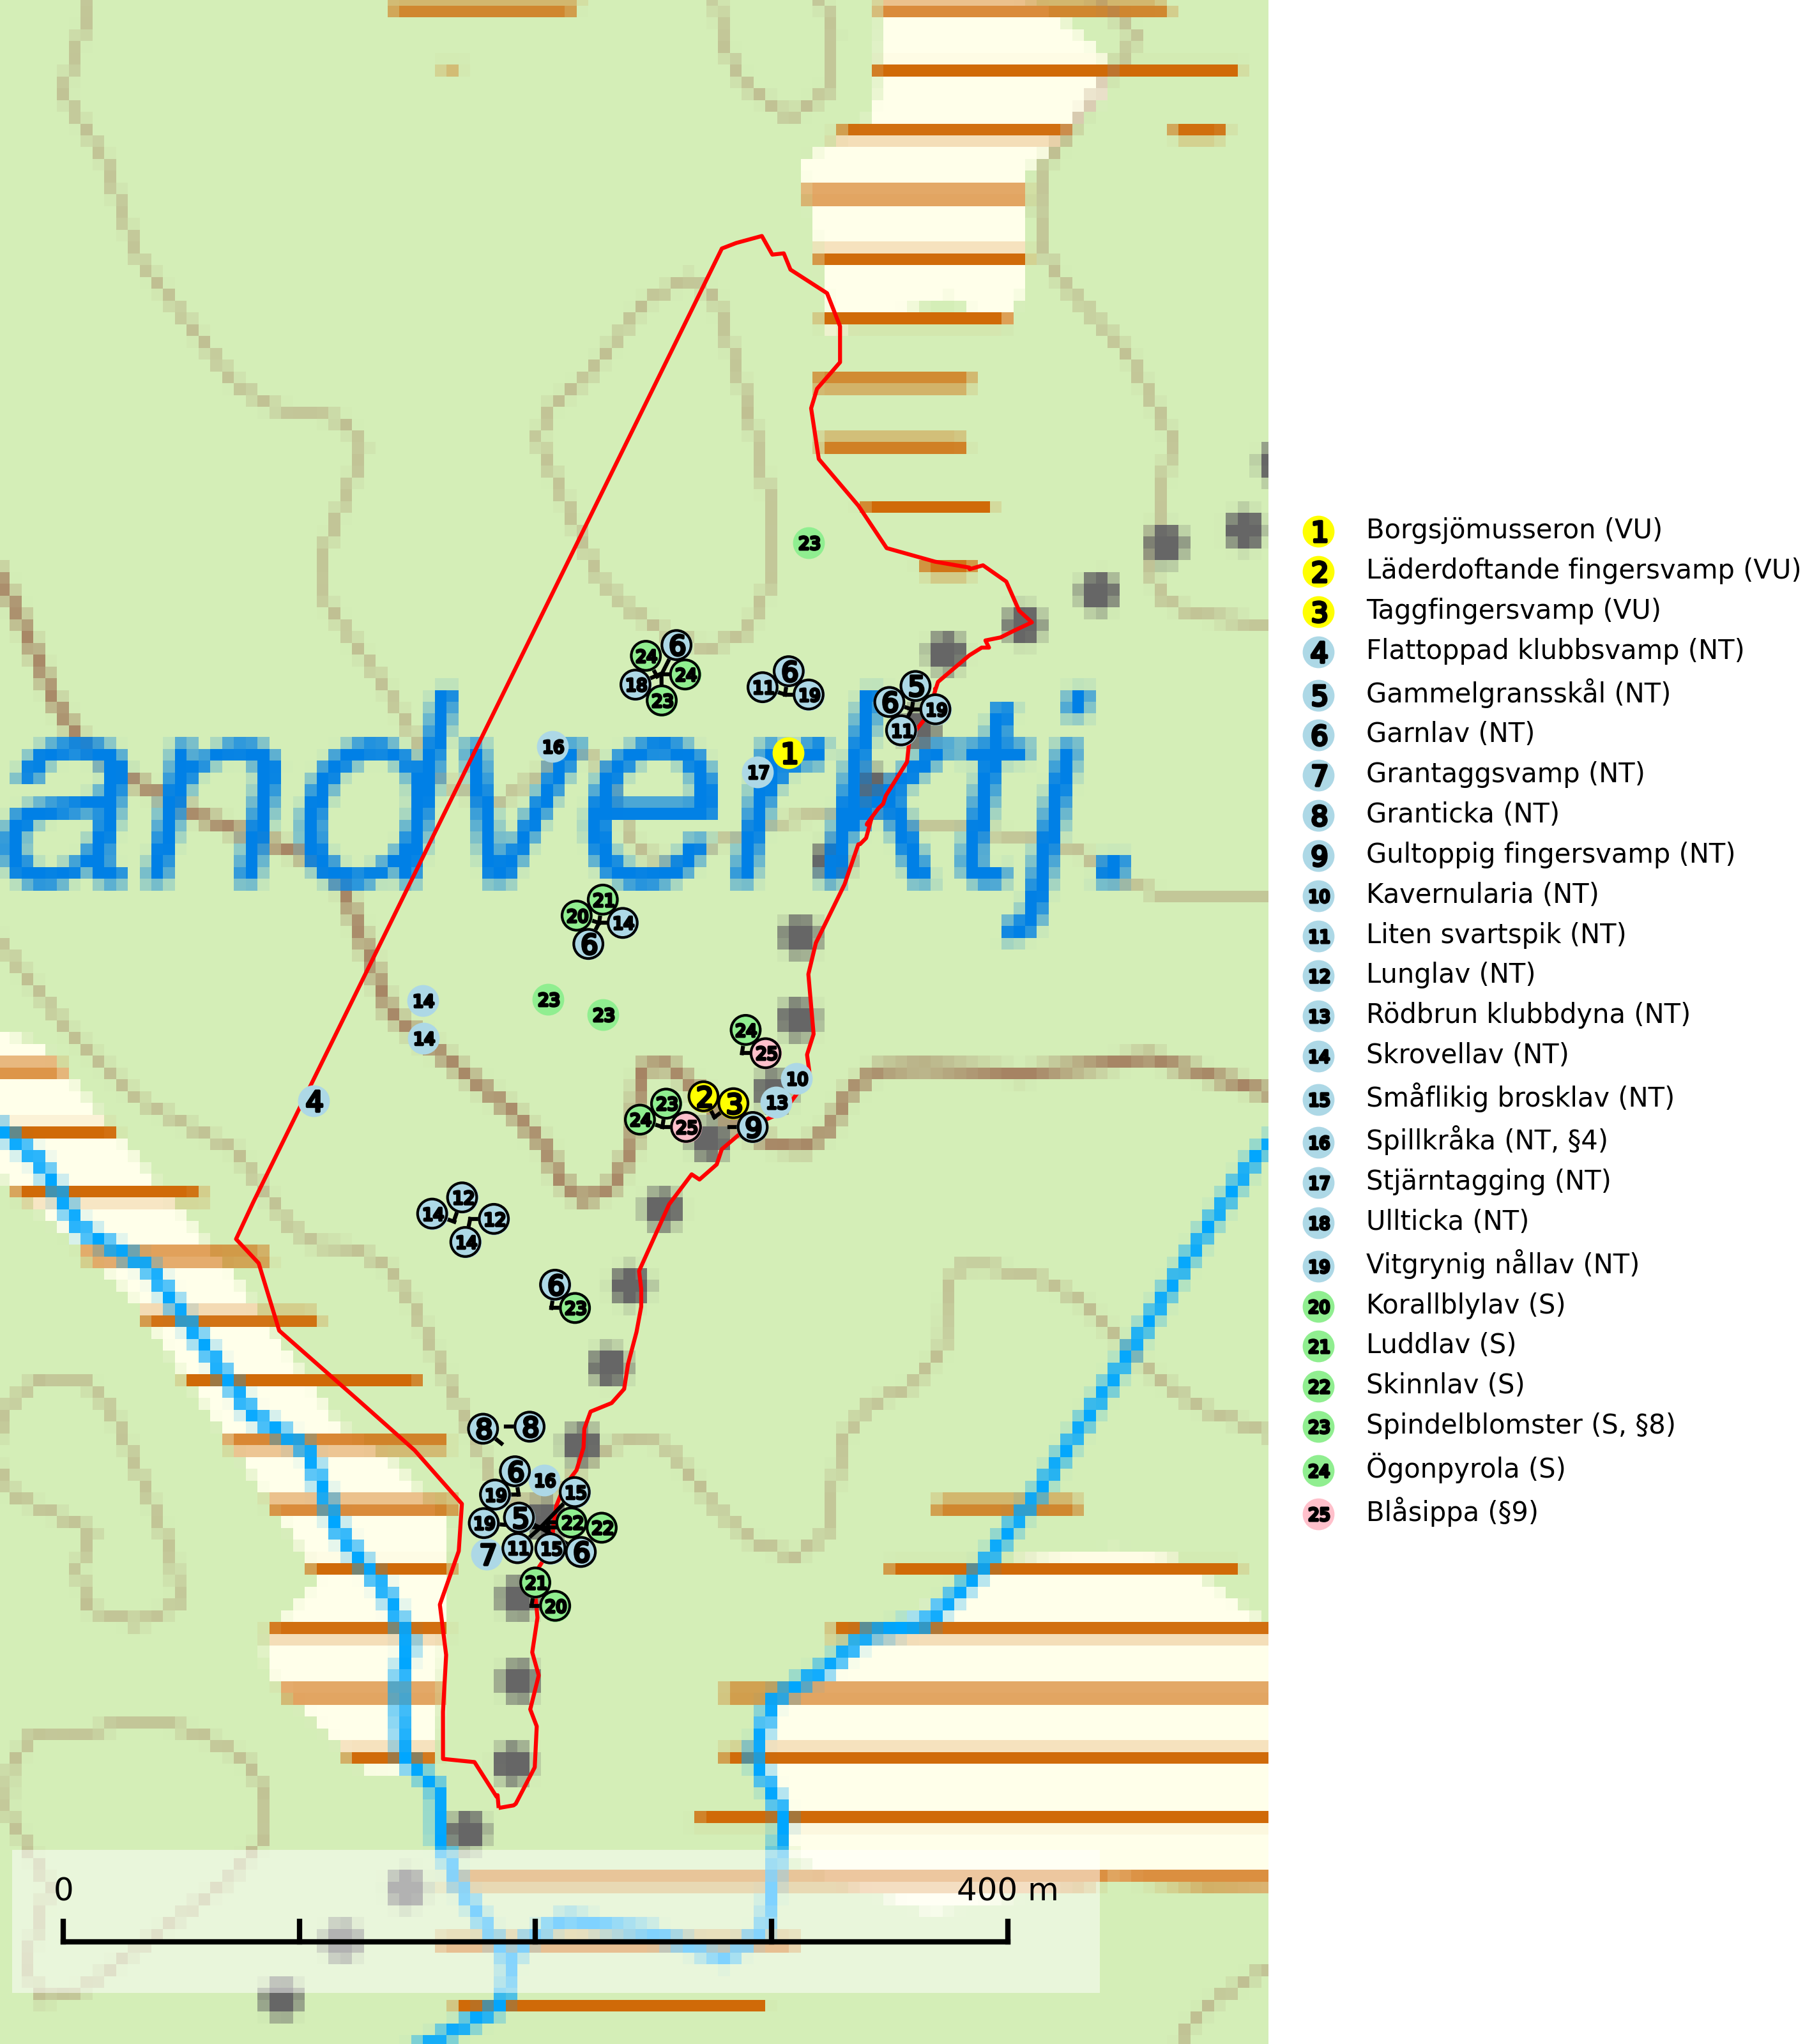 23
6
24
24
18
23
6
11
19
5
6
19
11
andverktj.
16
1
17
21
20
14
6
14
23
23
14
24
25
10
4
2
3
23
13
24
25
9
12
14
12
14
6
23
8
8
6
16
19
15
5
19
22
22
7
11
15
6
21
20
0
400 m
1 Borgsjömusseron (VU)
2 Läderdoftande fingersvamp (VU)
3 Taggfingersvamp (VU)
4 Flattoppad klubbsvamp (NT)
5 Gammelgransskål (NT)
6 Garnlav (NT)
7 Grantaggsvamp (NT)
8 Granticka (NT)
9 Gultoppig fingersvamp (NT)
10 Kavernularia (NT)
11 Liten svartspik (NT)
12 Lunglav (NT)
13 Rödbrun klubbdyna (NT)
14 Skrovellav (NT)
15 Småflikig brosklav (NT)
16 Spillkråka (NT, §4)
17 Stjärntagging (NT)
18 Ullticka (NT)
19 Vitgrynig nållav (NT)
20 Korallblylav (S)
21 Luddlav (S)
22 Skinnlav (S)
23 Spindelblomster (S, §8)
24 Ögonpyrola (S)
25 Blåsippa (§9)